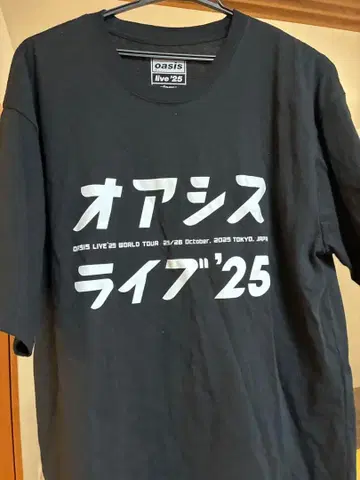 oasis
live '25
オアシス
OASIS LIVE'25 WORLD TOUR 25/26 October, 2025 TOKYO, JAPAN
ライブ'25